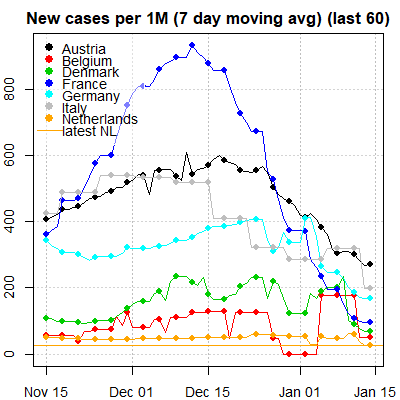 New cases per 1M (7 day moving avg) (last 60)
Austria
Belgium
Denmark
France
Germany
Italy
Netherlands
latest NL
800
600
400
200
0
Nov 15 Dec 01 Dec 15 Jan 01 Jan 15